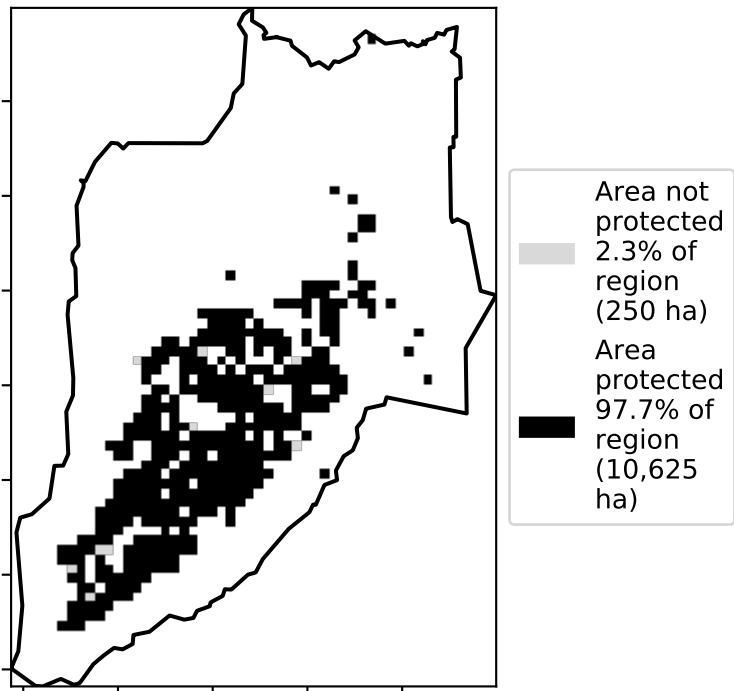 Area not
protected
2.3% of
region
(250 ha)
Area
protected
97.7% of
region
(10,625
ha)